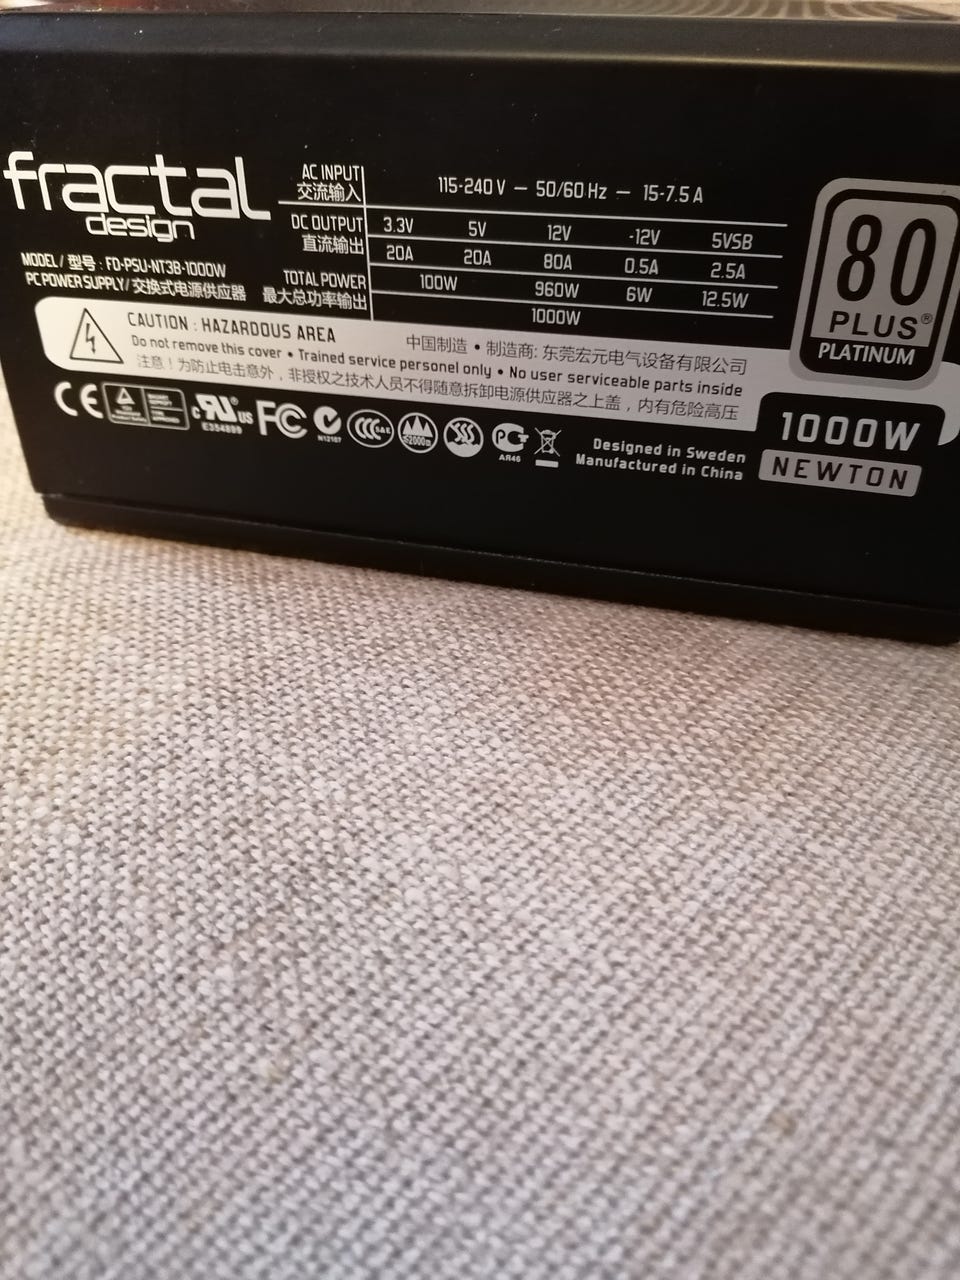 fractal
design
MODEL / 型号 : FD-PSU-NT3B-1000W
PC POWER SUPPLY/ 交换式电源供应器
AC INPUT 115-240 V — 50/60 Hz — 15-7.5 A
交流输入
DC OUTPUT 3.3V 5V 12V -12V 5VSB
直流输出 20A 20A 80A 0.5A 2.5A
TOTAL POWER 100W 960W 6W 12.5W
最大总功率输出 1000W
80
PLUS®
PLATINUM
CAUTION : HAZARDOUS AREA 中国制造 • 制造商: 东莞宏元电气设备有限公司
Do not remove this cover • Trained service personel only • No user serviceable parts inside
注意！为防止电击意外，非授权之技术人员不得随意拆卸电源供应器之上盖，内有危险高压
CE
c RU us
E354899
FC
N12107
CCC S&E
≤2000m
AR46
Designed in Sweden
Manufactured in China
1000W
NEWTON